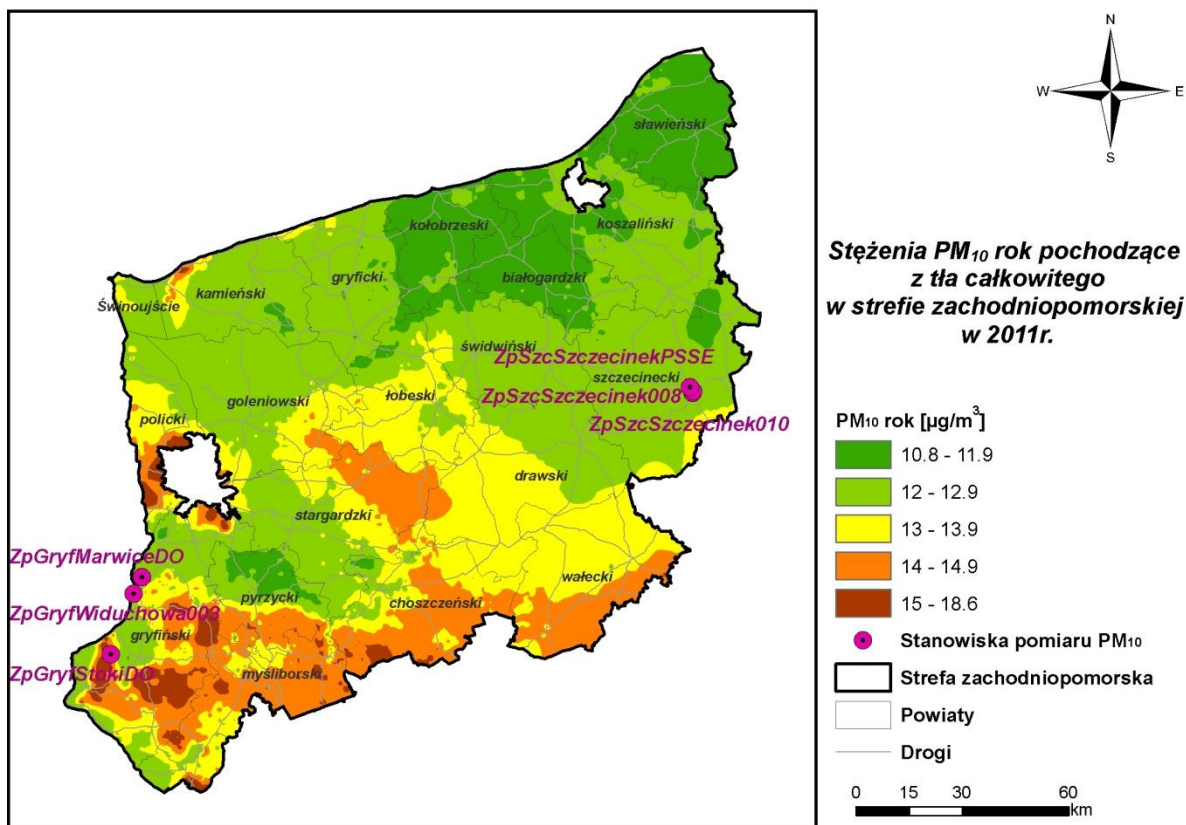 N
W
E
S
Stężenia PM10 rok pochodzące
z tła całkowitego
w strefie zachodniopomorskiej
w 2011r.
PM10 rok [µg/m³]
10.8 - 11.9
12 - 12.9
13 - 13.9
14 - 14.9
15 - 18.6
Stanowiska pomiaru PM10
Strefa zachodniopomorska
Powiaty
Drogi
0 15 30 60
km
sławieński
kołobrzeski
koszaliński
gryficki
białogardzki
kamieński
Świnoujście
świdwiński
ZpSzcSzczecinekPSSE
szczecinecki
ZpSzcSzczecinek008
ZpSzcSzczecinek010
łobeski
goleniowski
policki
drawski
stargardzki
ZpGryfMarwiceDO
wałecki
pyrzycki
choszczeński
ZpGryfWiduchowa003
gryfiński
ZpGryfStokiDO
myśliborski